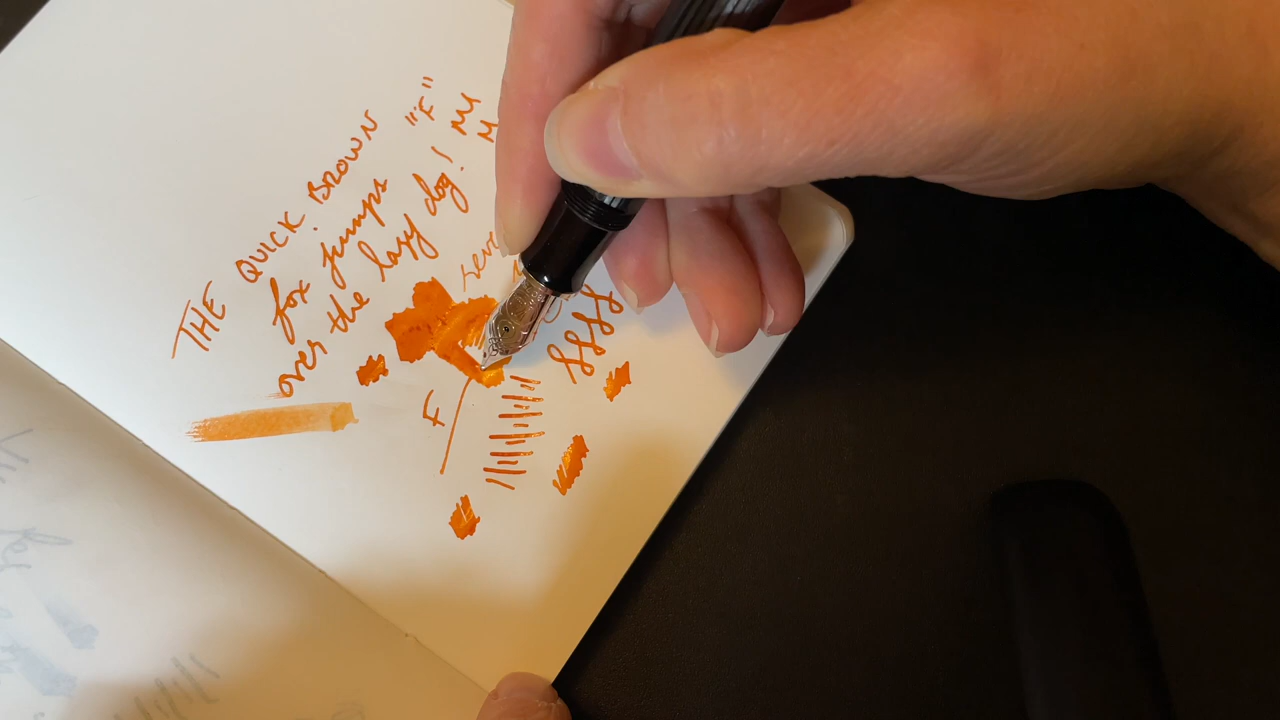 THE QUICK BROWN
fox jumps "F"
over the lazy dog! M
M
F